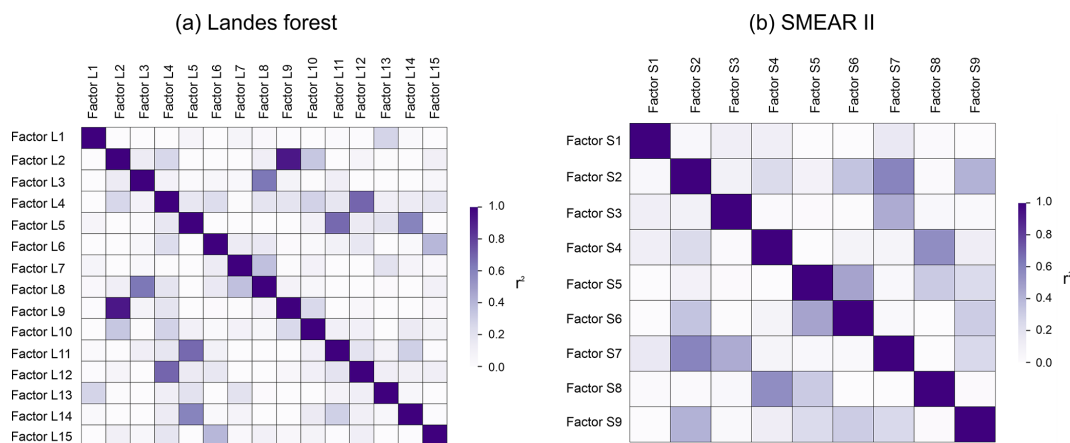 (a) Landes forest
Factor L1
Factor L2
Factor L3
Factor L4
Factor L5
Factor L6
Factor L7
Factor L8
Factor L9
Factor L10
Factor L11
Factor L12
Factor L13
Factor L14
Factor L15
Factor L1
Factor L2
Factor L3
Factor L4
Factor L5
Factor L6
Factor L7
Factor L8
Factor L9
Factor L10
Factor L11
Factor L12
Factor L13
Factor L14
Factor L15
1.0
0.8
0.6
0.4
0.2
0.0
r²
(b) SMEAR II
Factor S1
Factor S2
Factor S3
Factor S4
Factor S5
Factor S6
Factor S7
Factor S8
Factor S9
Factor S1
Factor S2
Factor S3
Factor S4
Factor S5
Factor S6
Factor S7
Factor S8
Factor S9
1.0
0.8
0.6
0.4
0.2
0.0